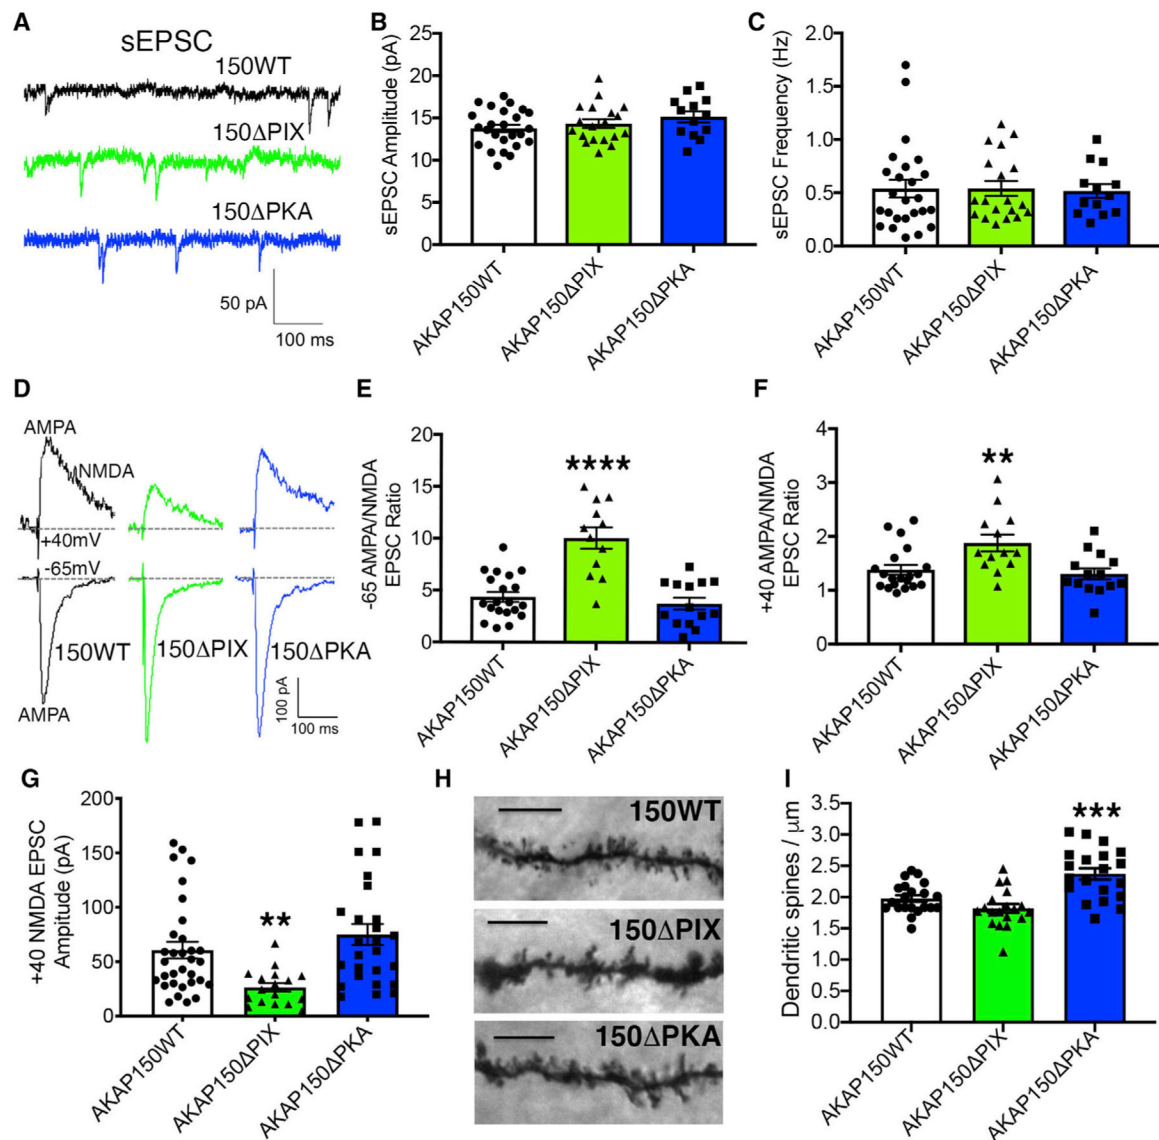 A
sEPSC
150WT
150ΔPIX
150ΔPKA
50 pA
100 ms
B
sEPSC Amplitude (pA)
25
20
15
10
5
0
AKAP150WT
AKAP150ΔPIX
AKAP150ΔPKA
C
sEPSC Frequency (Hz)
2.0
1.5
1.0
0.5
0.0
AKAP150WT
AKAP150ΔPIX
AKAP150ΔPKA
D
AMPA
NMDA
+40mV
-65mV
150WT
150ΔPIX
150ΔPKA
AMPA
100 pA
100 ms
E
-65 AMPA/NMDA
EPSC Ratio
20
15
10
5
0
****
AKAP150WT
AKAP150ΔPIX
AKAP150ΔPKA
F
+40 AMPA/NMDA
EPSC Ratio
4
3
2
1
0
**
AKAP150WT
AKAP150ΔPIX
AKAP150ΔPKA
G
+40 NMDA EPSC
Ampitude (pA)
200
150
100
50
0
**
AKAP150WT
AKAP150ΔPIX
AKAP150ΔPKA
H
150WT
150ΔPIX
150ΔPKA
I
Dendritic spines / μm
3.5
3.0
2.5
2.0
1.5
1.0
0.5
0.0
***
AKAP150WT
AKAP150ΔPIX
AKAP150ΔPKA